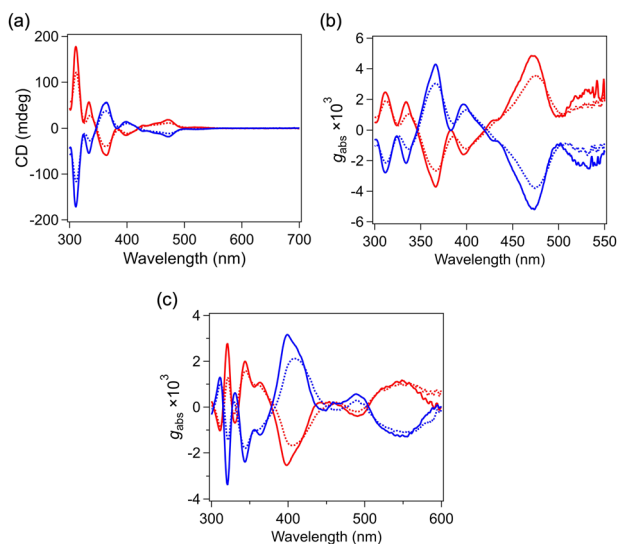 (a)
200
100
0
-100
-200
CD (mdeg)
300 400 500 600 700
Wavelength (nm)
(b)
6
4
2
0
-2
-4
-6
gabs ×10³
300 350 400 450 500 550
Wavelength (nm)
(c)
4
2
0
-2
-4
gabs ×10³
300 400 500 600
Wavelength (nm)